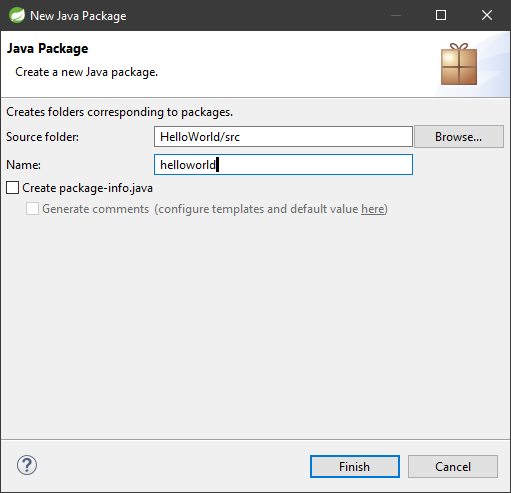 New Java Package
Java Package
Create a new Java package.
Creates folders corresponding to packages.
Source folder: HelloWorld/src Browse...
Name: helloworld
Create package-info.java
Generate comments (configure templates and default value here)
? Finish Cancel